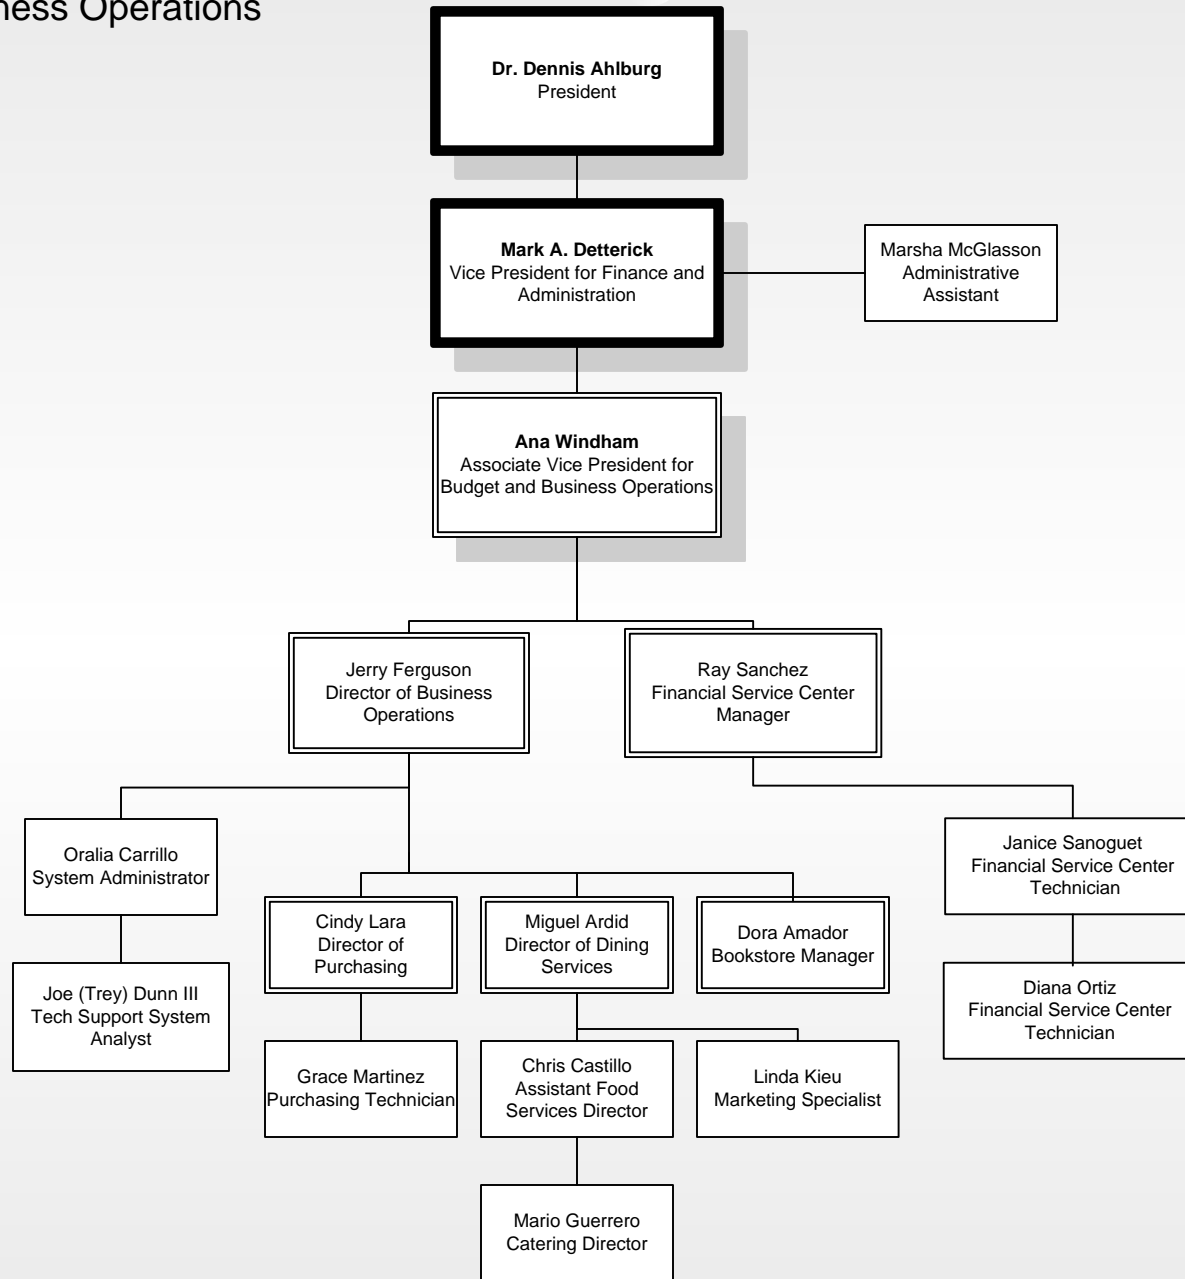 ness Operations
Dr. Dennis Ahlburg
President
Mark A. Detterick
Vice President for Finance and
Administration
Marsha McGlasson
Administrative
Assistant
Ana Windham
Associate Vice President for
Budget and Business Operations
Jerry Ferguson
Director of Business
Operations
Ray Sanchez
Financial Service Center
Manager
Oralia Carrillo
System Administrator
Janice Sanoguet
Financial Service Center
Technician
Cindy Lara
Director of
Purchasing
Miguel Ardid
Director of Dining
Services
Dora Amador
Bookstore Manager
Joe (Trey) Dunn III
Tech Support System
Analyst
Diana Ortiz
Financial Service Center
Technician
Grace Martinez
Purchasing Technician
Chris Castillo
Assistant Food
Services Director
Linda Kieu
Marketing Specialist
Mario Guerrero
Catering Director